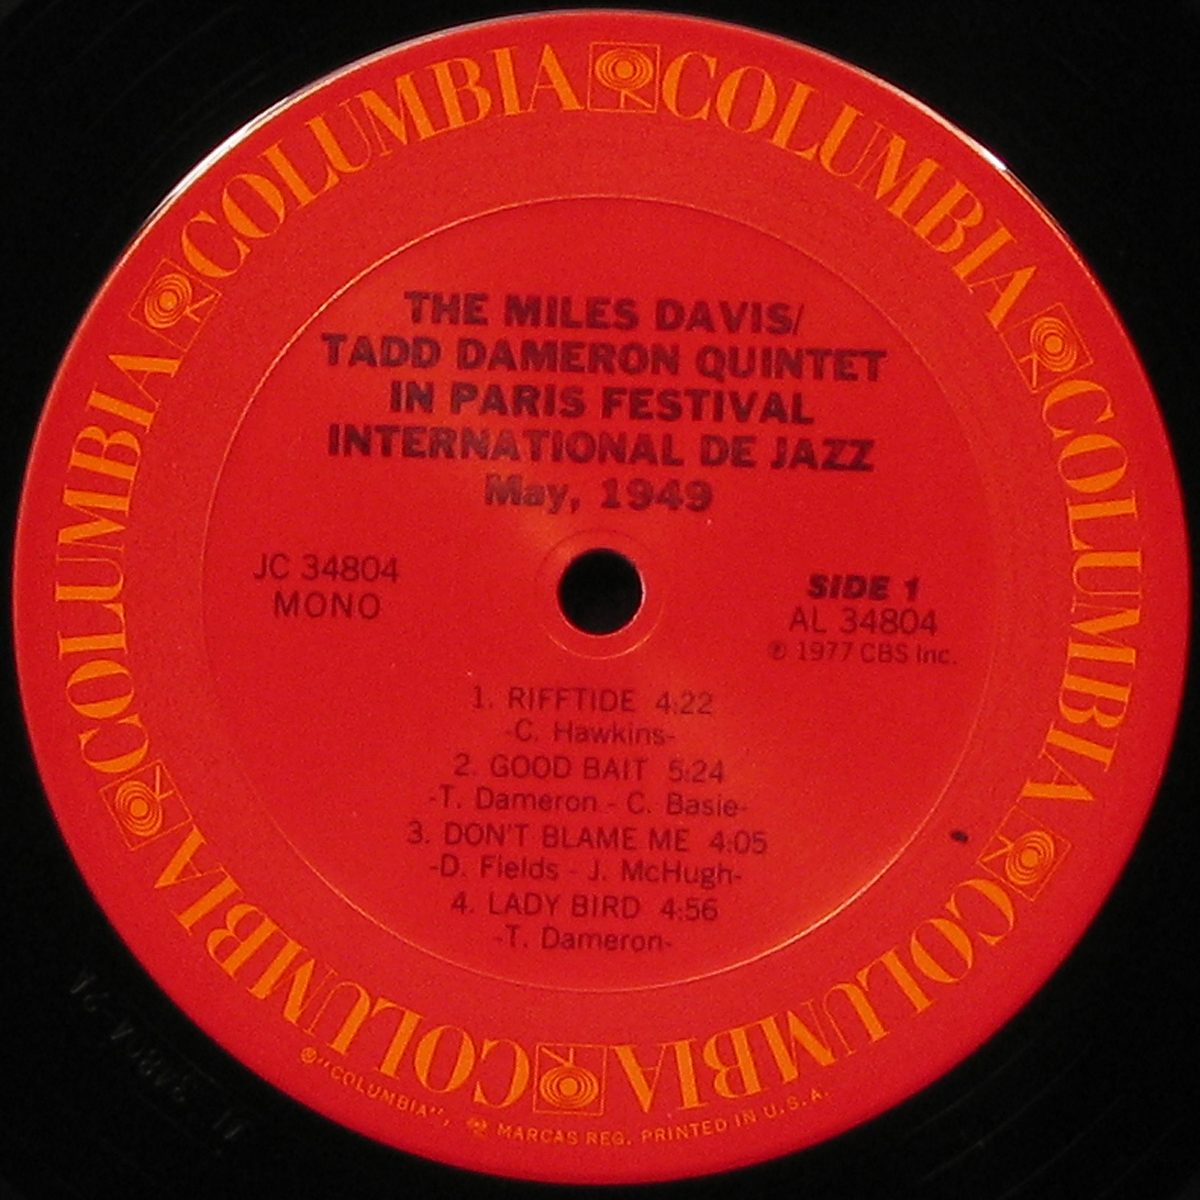 COLUMBIA COLUMBIA COLUMBIA COLUMBIA COLUMBIA COLUMBIA
THE MILES DAVIS/
TADD DAMERON QUINTET
IN PARIS FESTIVAL
INTERNATIONAL DE JAZZ
May, 1949
JC 34804
MONO
SIDE 1
AL 34804
℗ 1977 CBS Inc.
1. RIFFTIDE 4:22
-C. Hawkins-
2. GOOD BAIT 5:24
-T. Dameron - C. Basie-
3. DON'T BLAME ME 4:05
-D. Fields - J. McHugh-
4. LADY BIRD 4:56
-T. Dameron-
®"COLUMBIA", MARCAS REG. PRINTED IN U.S.A.